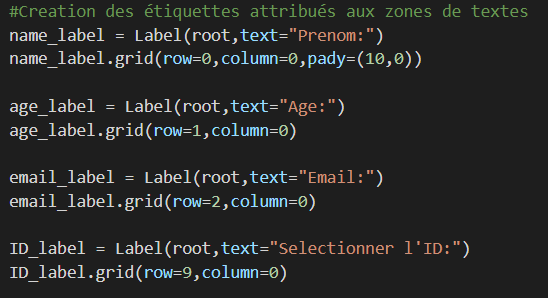 #Creation des étiquettes attribués aux zones de textes
name_label = Label(root,text="Prenom:")
name_label.grid(row=0,column=0,pady=(10,0))
age_label = Label(root,text="Age:")
age_label.grid(row=1,column=0)
email_label = Label(root,text="Email:")
email_label.grid(row=2,column=0)
ID_label = Label(root,text="Selectionner l'ID:")
ID_label.grid(row=9,column=0)